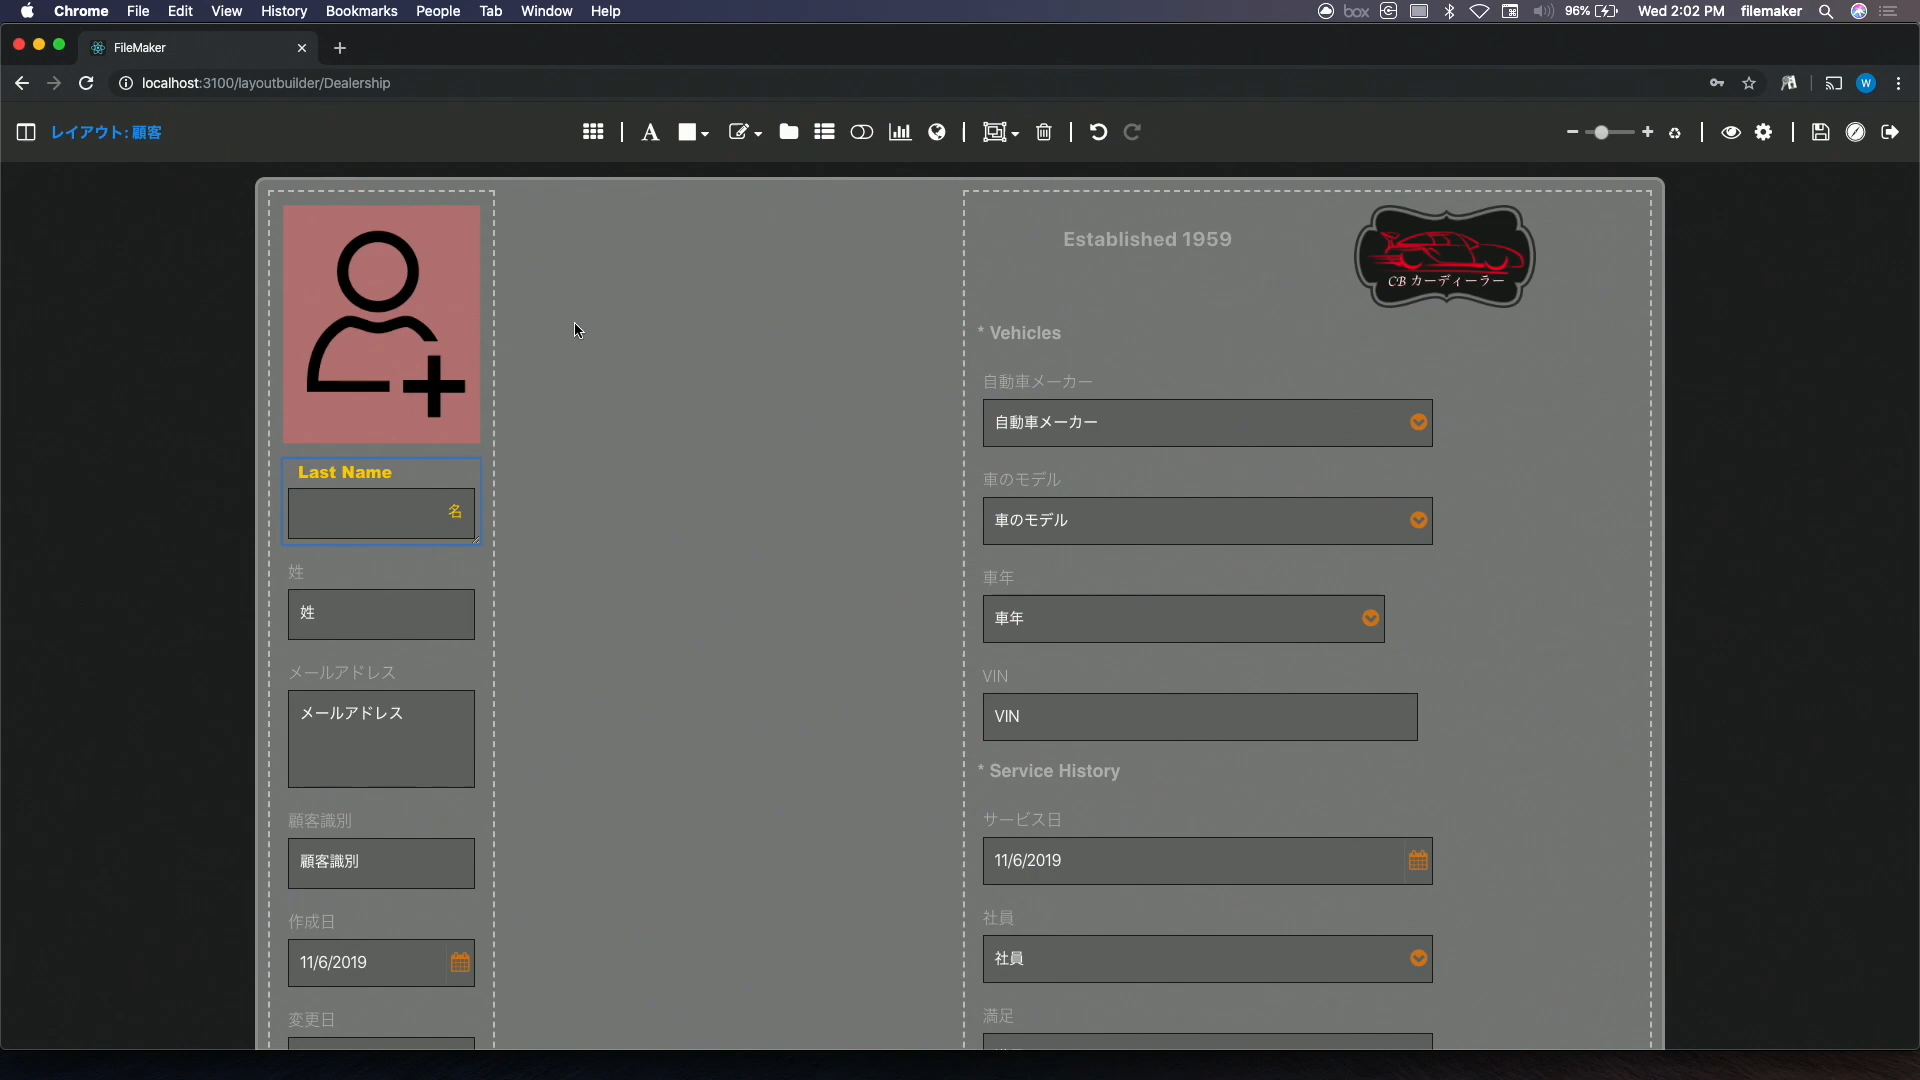 Chrome File Edit View History Bookmarks People Tab Window Help
box 96% Wed 2:02 PM filemaker
FileMaker
localhost:3100/layoutbuilder/Dealership
W
レイアウト: 顧客
Established 1959
CB カーディーラー
Last Name
名
姓
姓
メールアドレス
メールアドレス
顧客識別
顧客識別
作成日
11/6/2019
変更日
* Vehicles
自動車メーカー
自動車メーカー
車のモデル
車のモデル
車年
車年
VIN
VIN
* Service History
サービス日
11/6/2019
社員
社員
満足